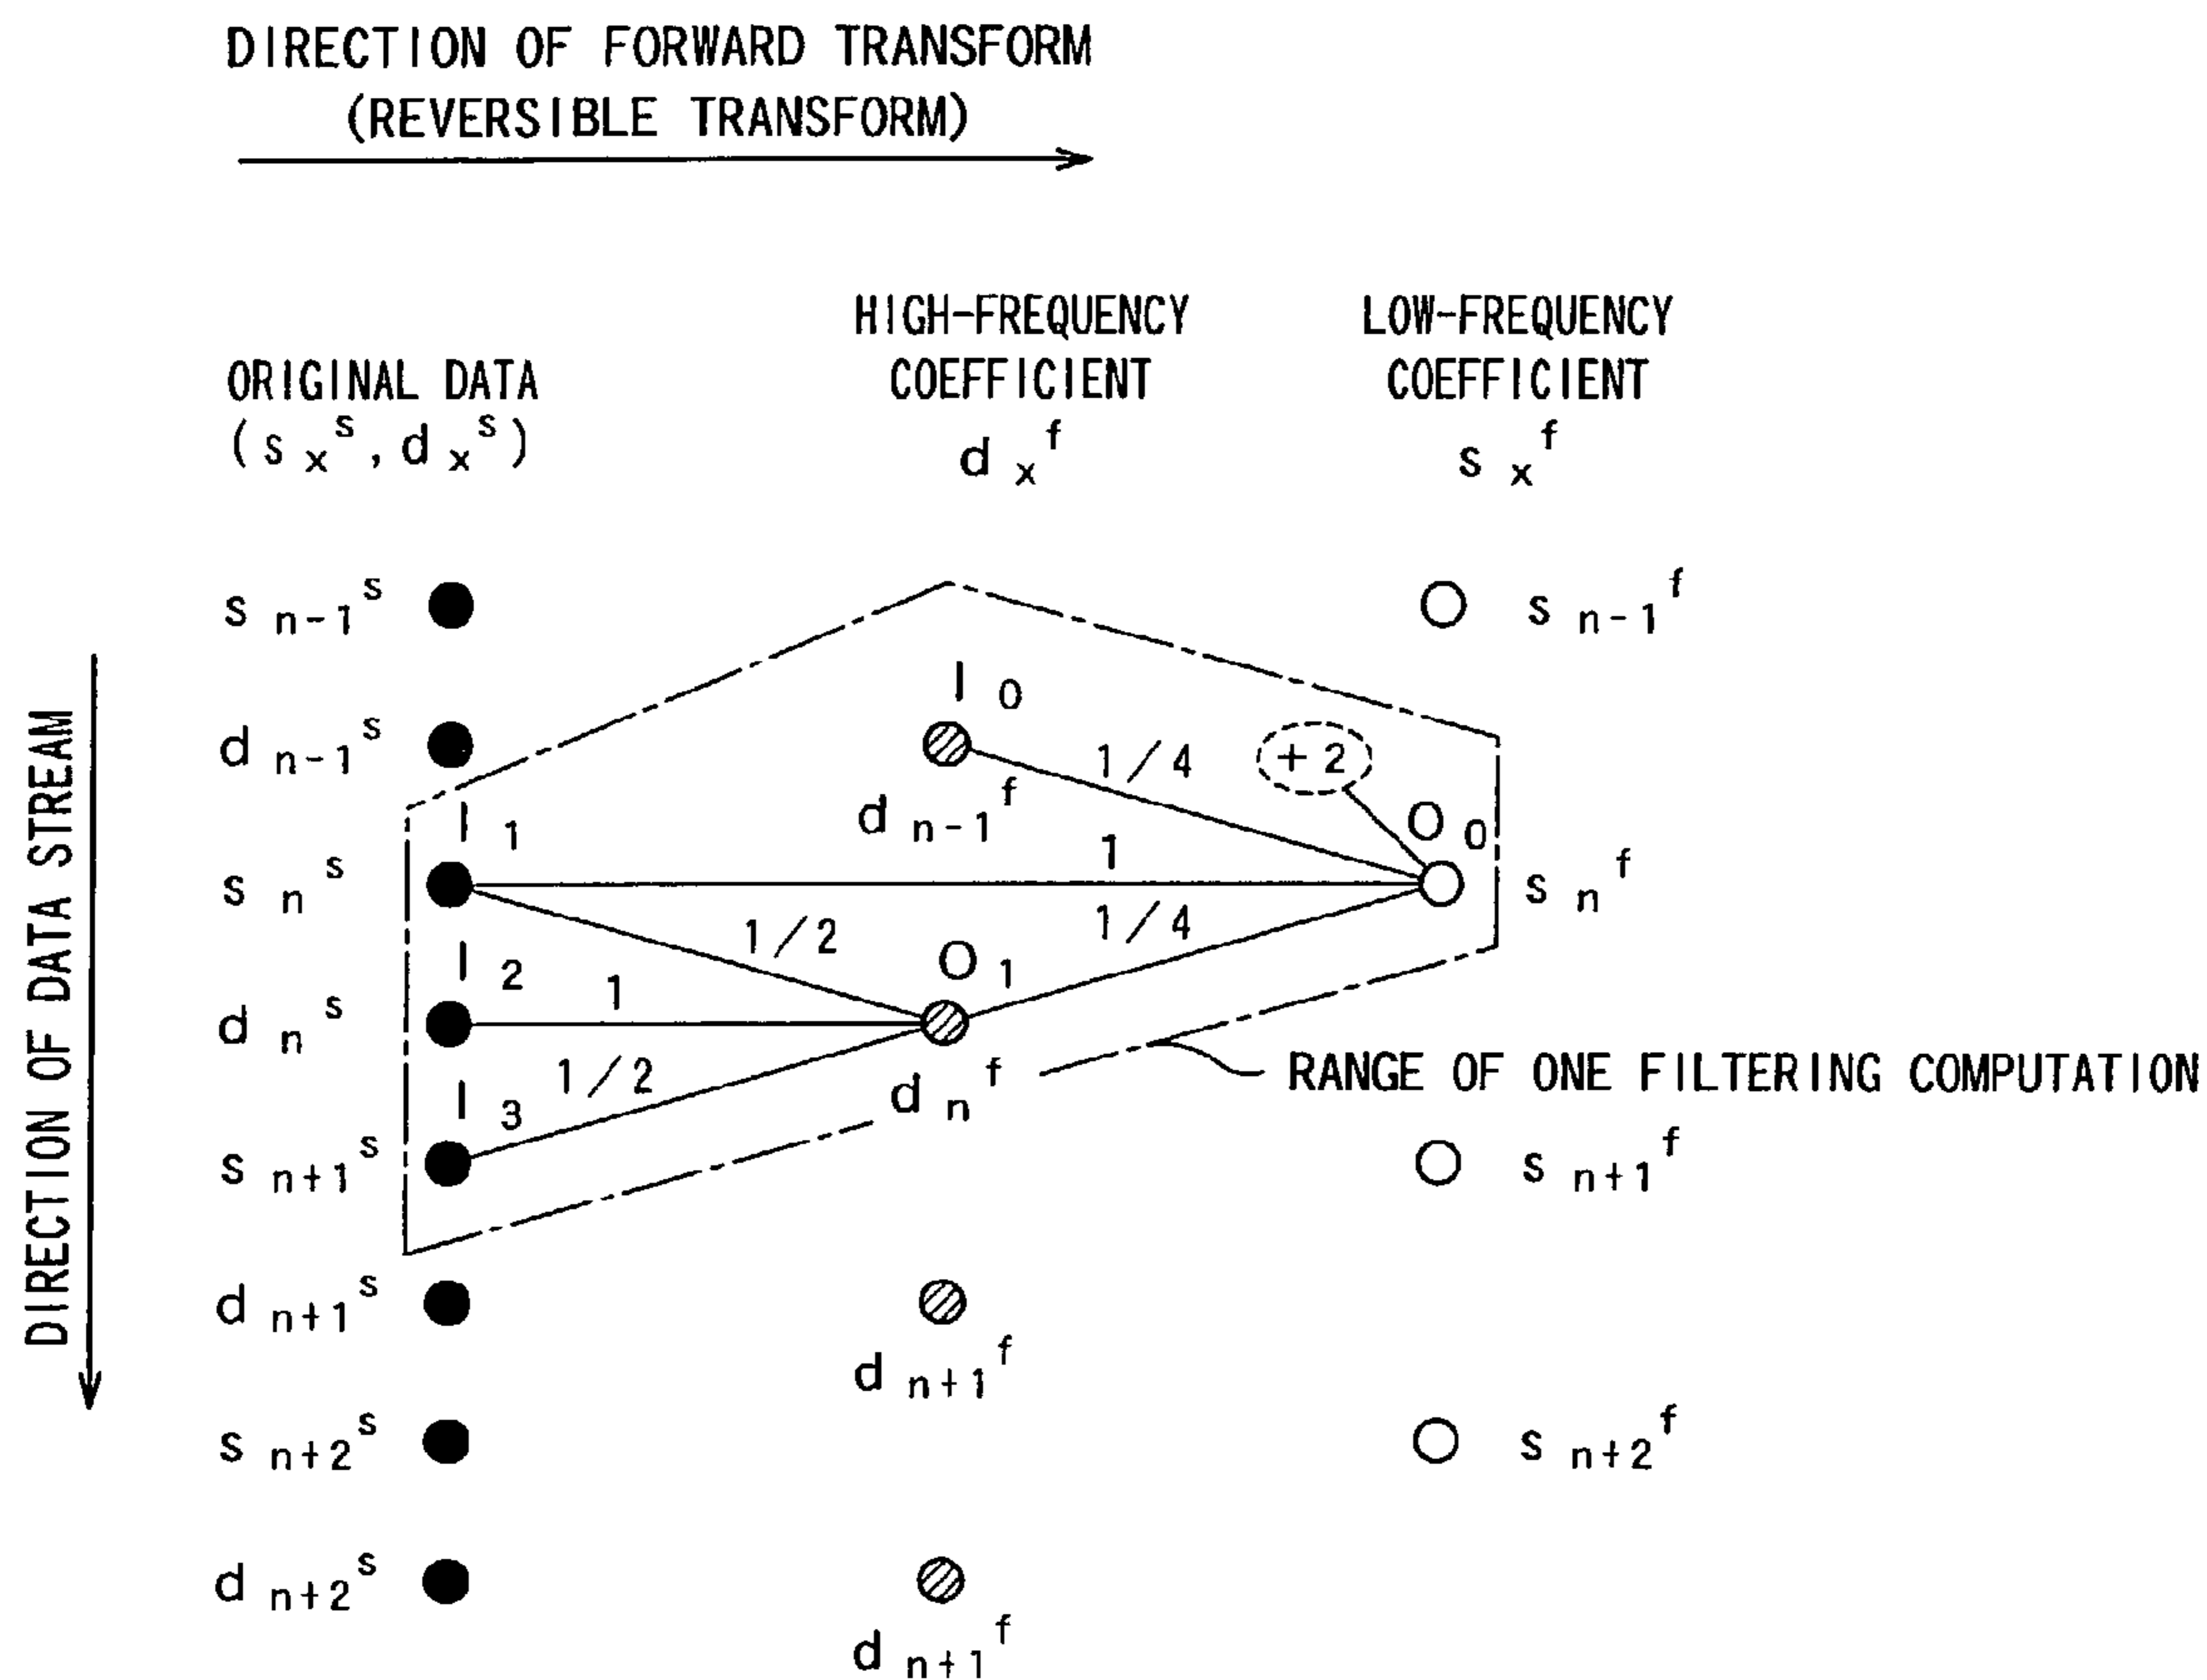 DIRECTION OF FORWARD TRANSFORM
(REVERSIBLE TRANSFORM)
HIGH-FREQUENCY
COEFFICIENT
d x f
LOW-FREQUENCY
COEFFICIENT
s x f
ORIGINAL DATA
(s x s, d x s)
DIRECTION OF DATA STREAM
s n-1 s
s n-1 f
I 0
d n-1 s
1/4
+2
d n-1 f
I 1
1
O 0
s n s
s n f
1/2
1/4
I 2
1
O 1
d n s
1/2
d n f
RANGE OF ONE FILTERING COMPUTATION
I 3
s n+1 s
s n+1 f
d n+1 s
d n+1 f
s n+2 s
s n+2 f
d n+2 s
d n+1 f